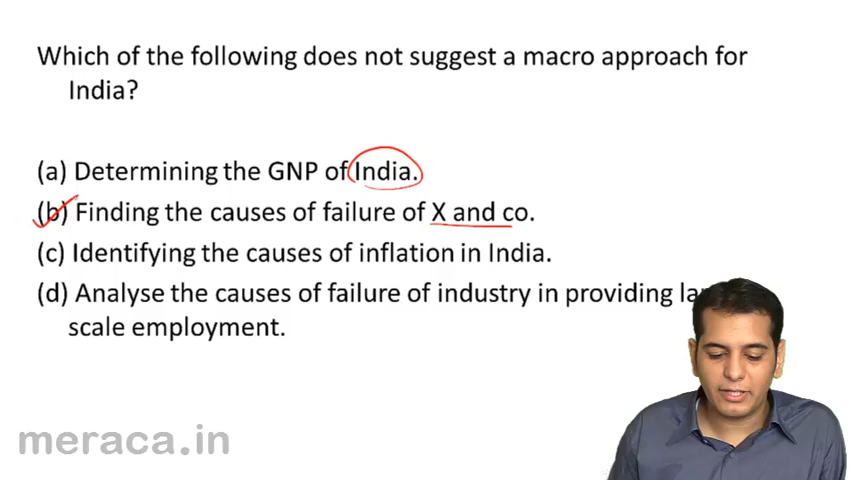 Which of the following does not suggest a macro approach for
India?
(a) Determining the GNP of India.
(b) Finding the causes of failure of X and co.
(c) Identifying the causes of inflation in India.
(d) Analyse the causes of failure of industry in providing
scale employment.
meraca.in